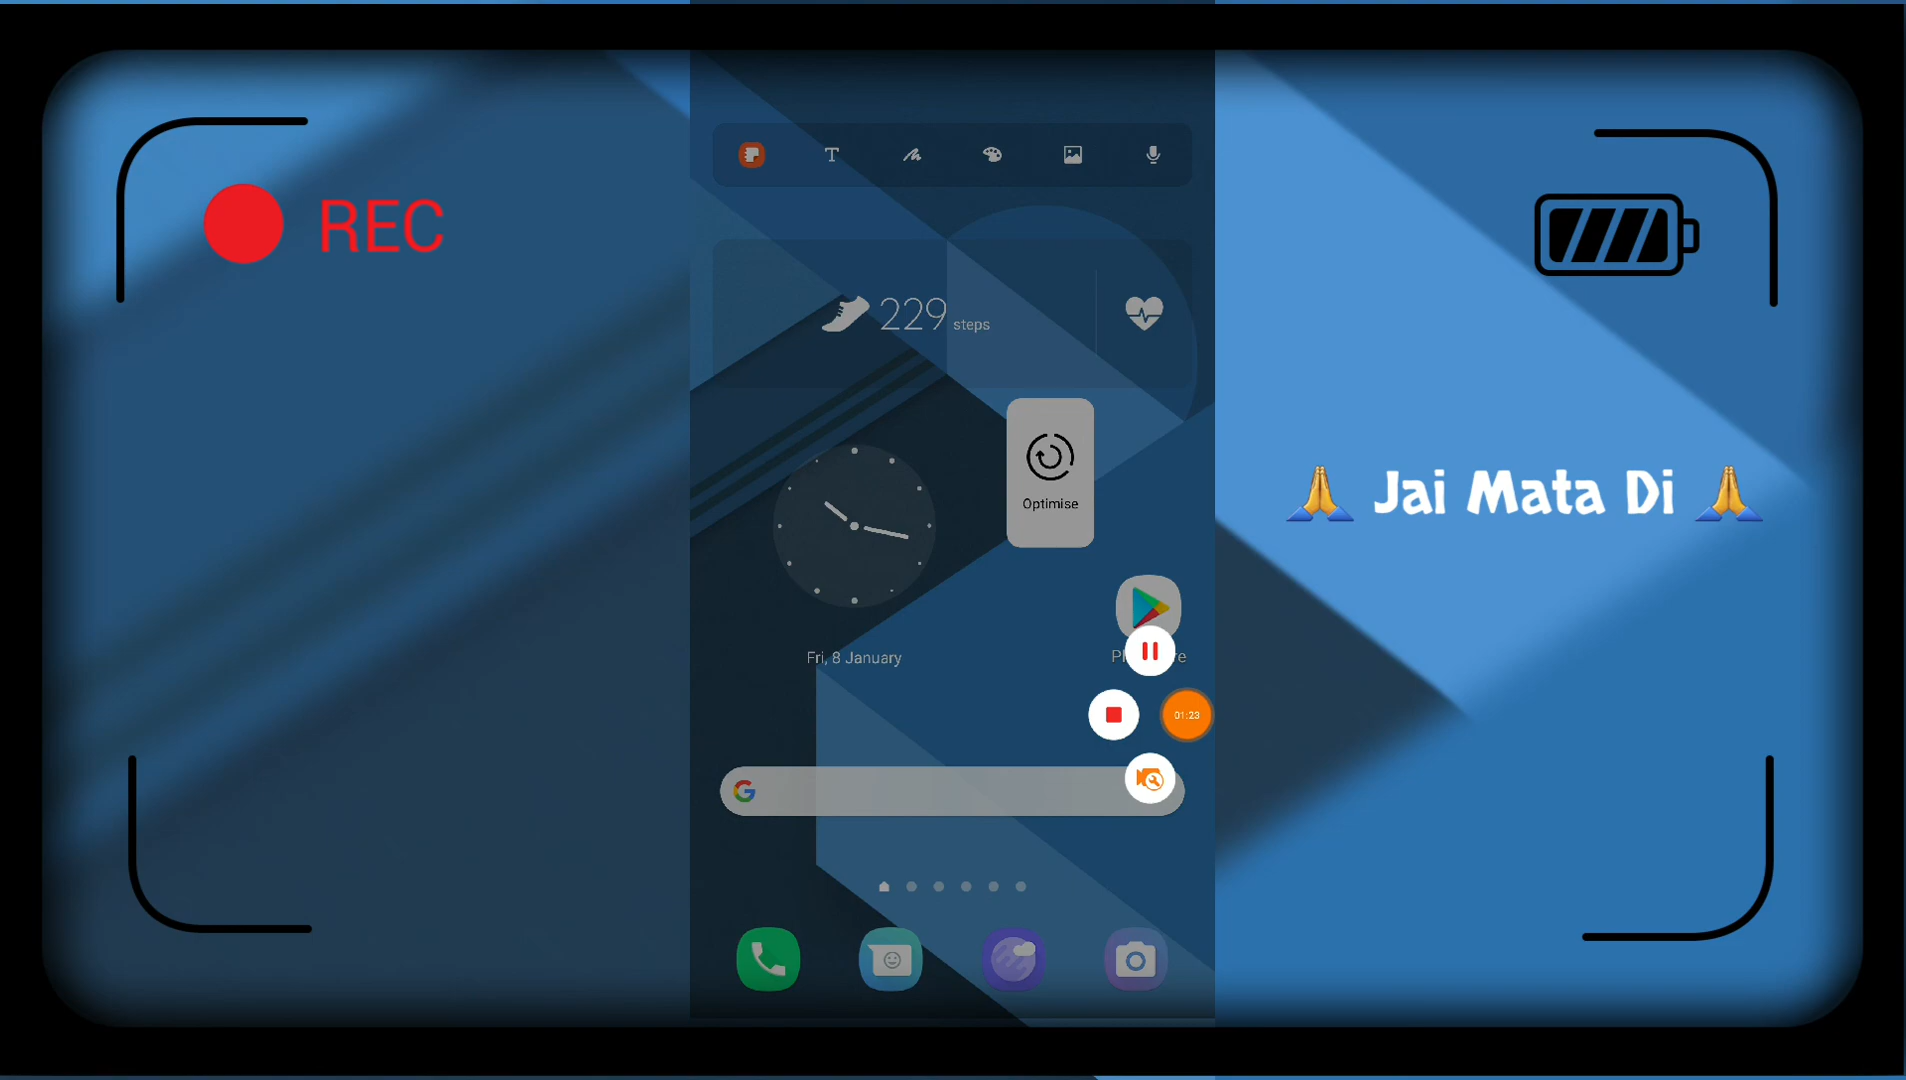 REC
T
229 steps
Optimise
🙏 Jai Mata Di 🙏
Fri, 8 January
01:23
G